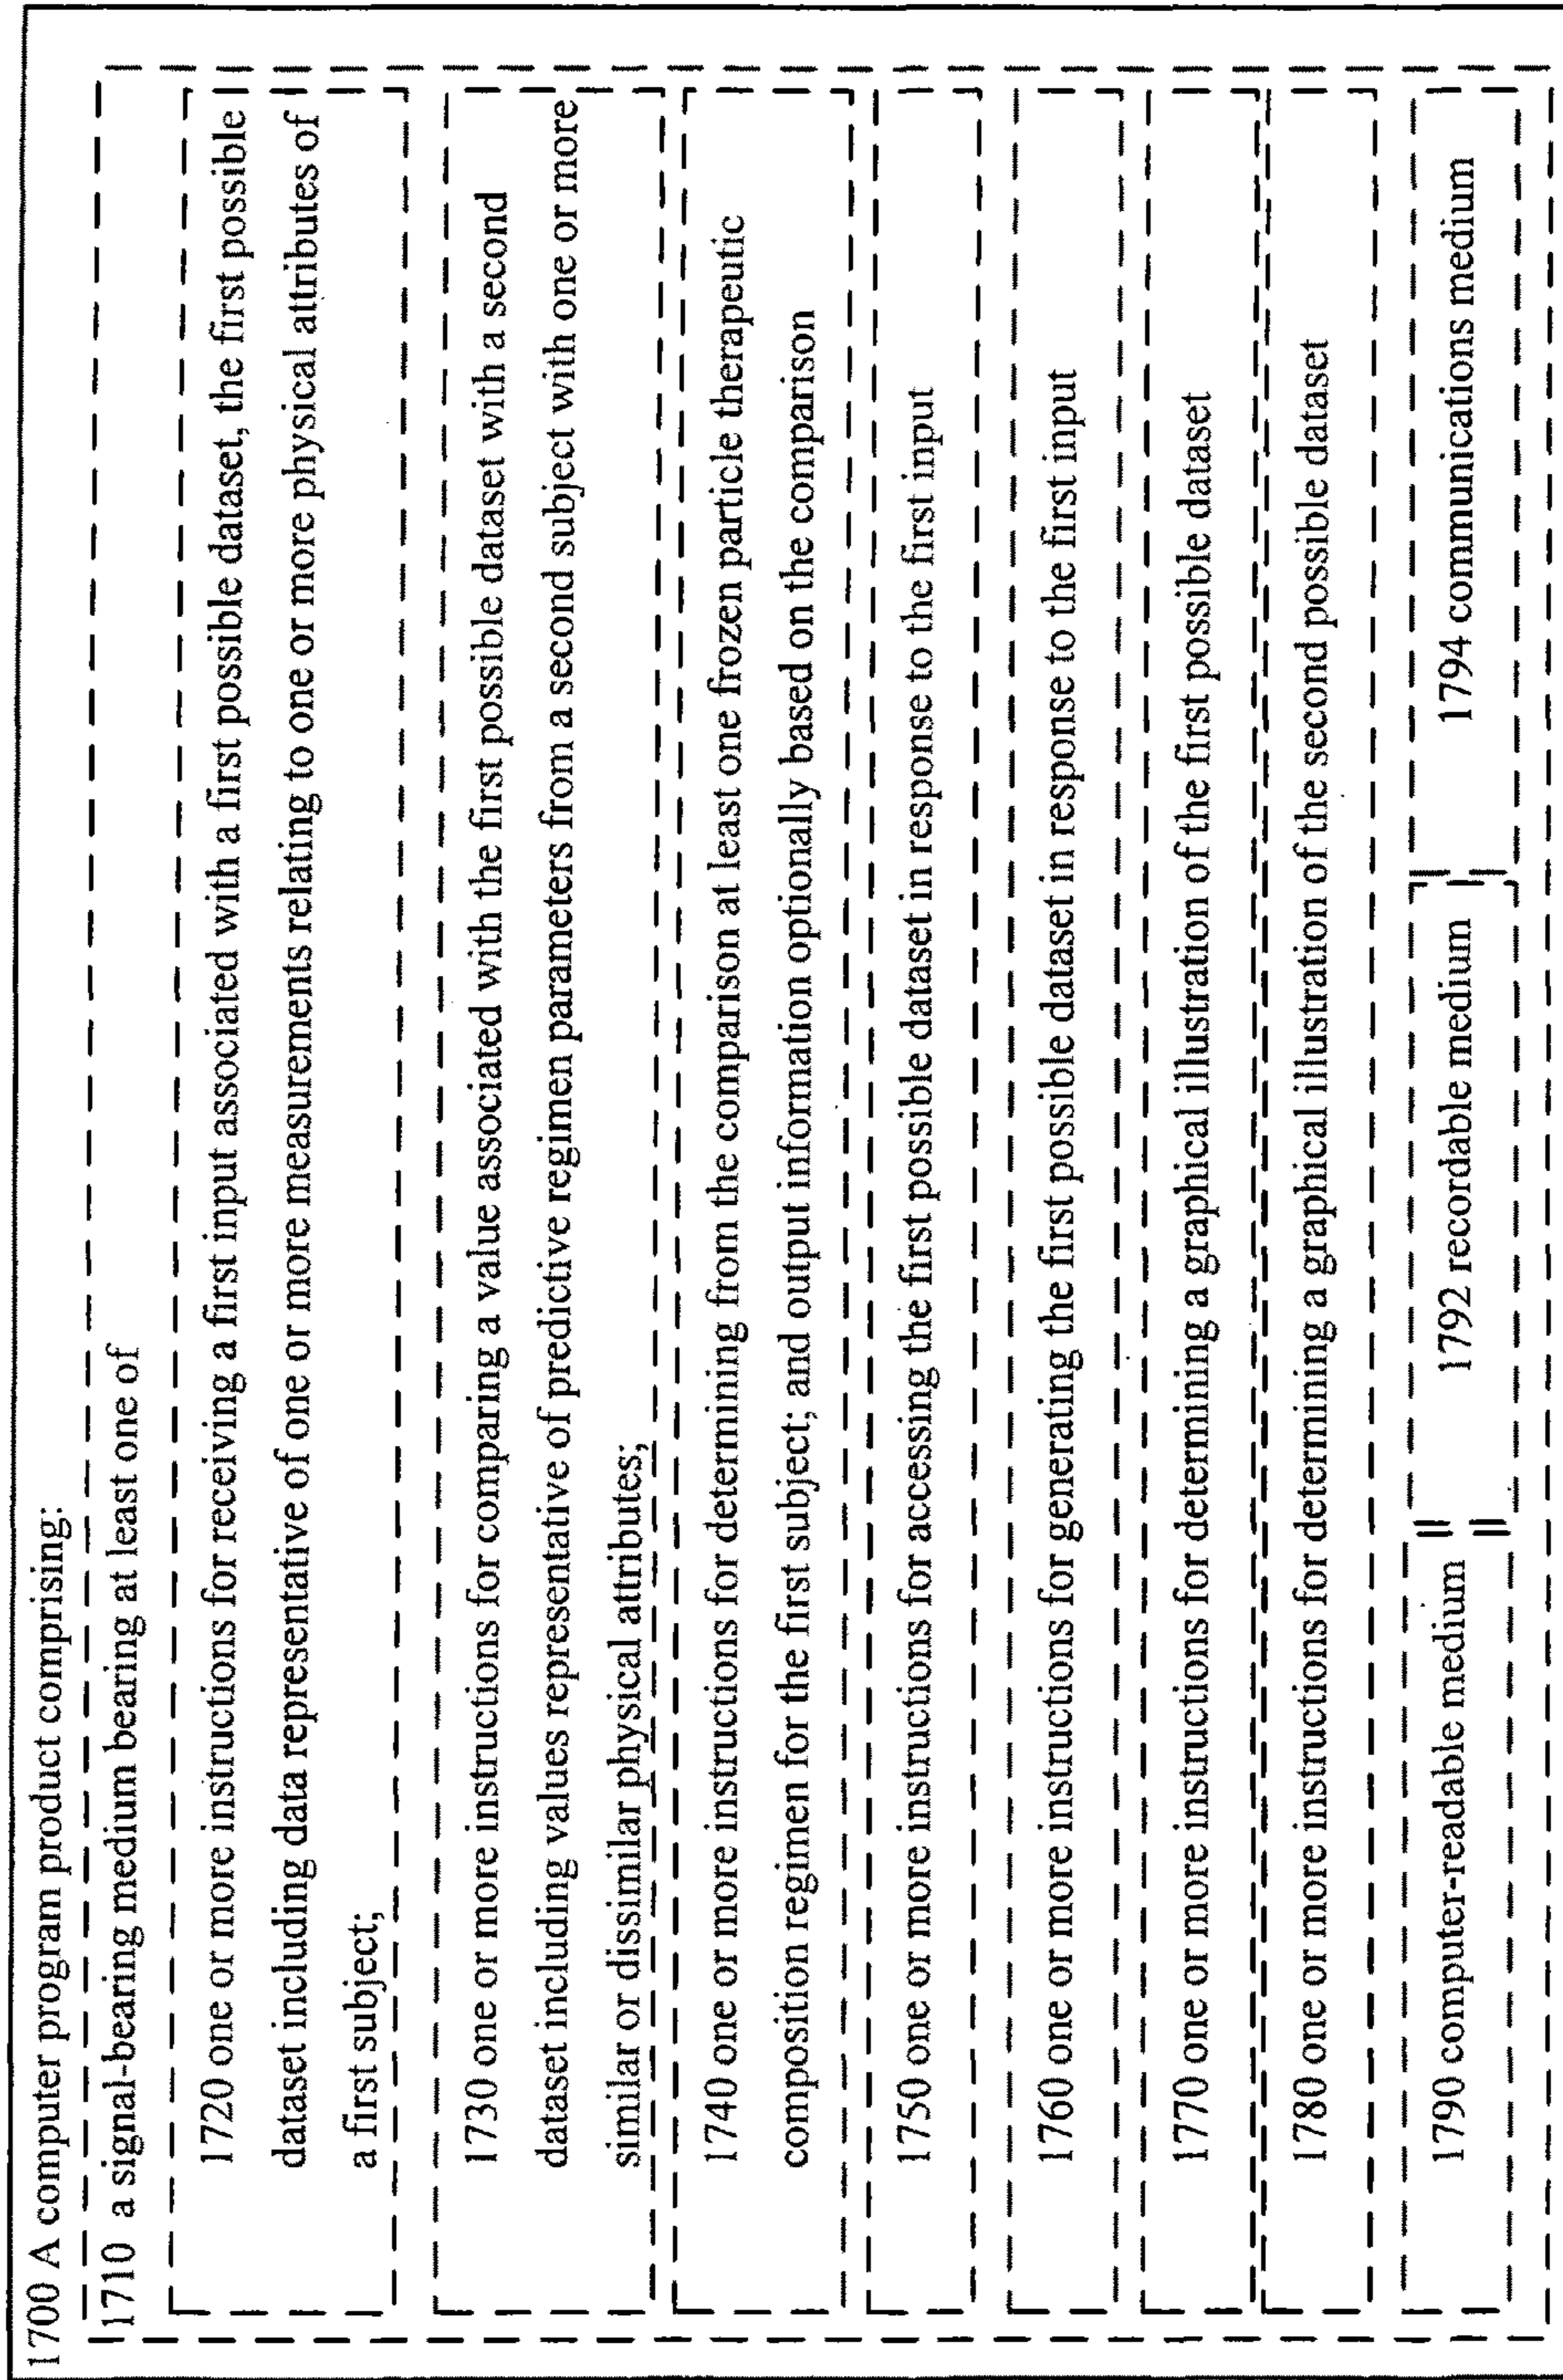 1700 A computer program product comprising:
1710 a signal-bearing medium bearing at least one of
1720 one or more instructions for receiving a first input associated with a first possible dataset, the first possible
dataset including data representative of one or more measurements relating to one or more physical attributes of
a first subject;
1730 one or more instructions for comparing a value associated with the first possible dataset with a second
dataset including values representative of predictive regimen parameters from a second subject with one or more
similar or dissimilar physical attributes;
1740 one or more instructions for determining from the comparison at least one frozen particle therapeutic
composition regimen for the first subject; and output information optionally based on the comparison
1750 one or more instructions for accessing the first possible dataset in response to the first input
1760 one or more instructions for generating the first possible dataset in response to the first input
1770 one or more instructions for determining a graphical illustration of the first possible dataset
1780 one or more instructions for determining a graphical illustration of the second possible dataset
1790 computer-readable medium
1792 recordable medium
1794 communications medium